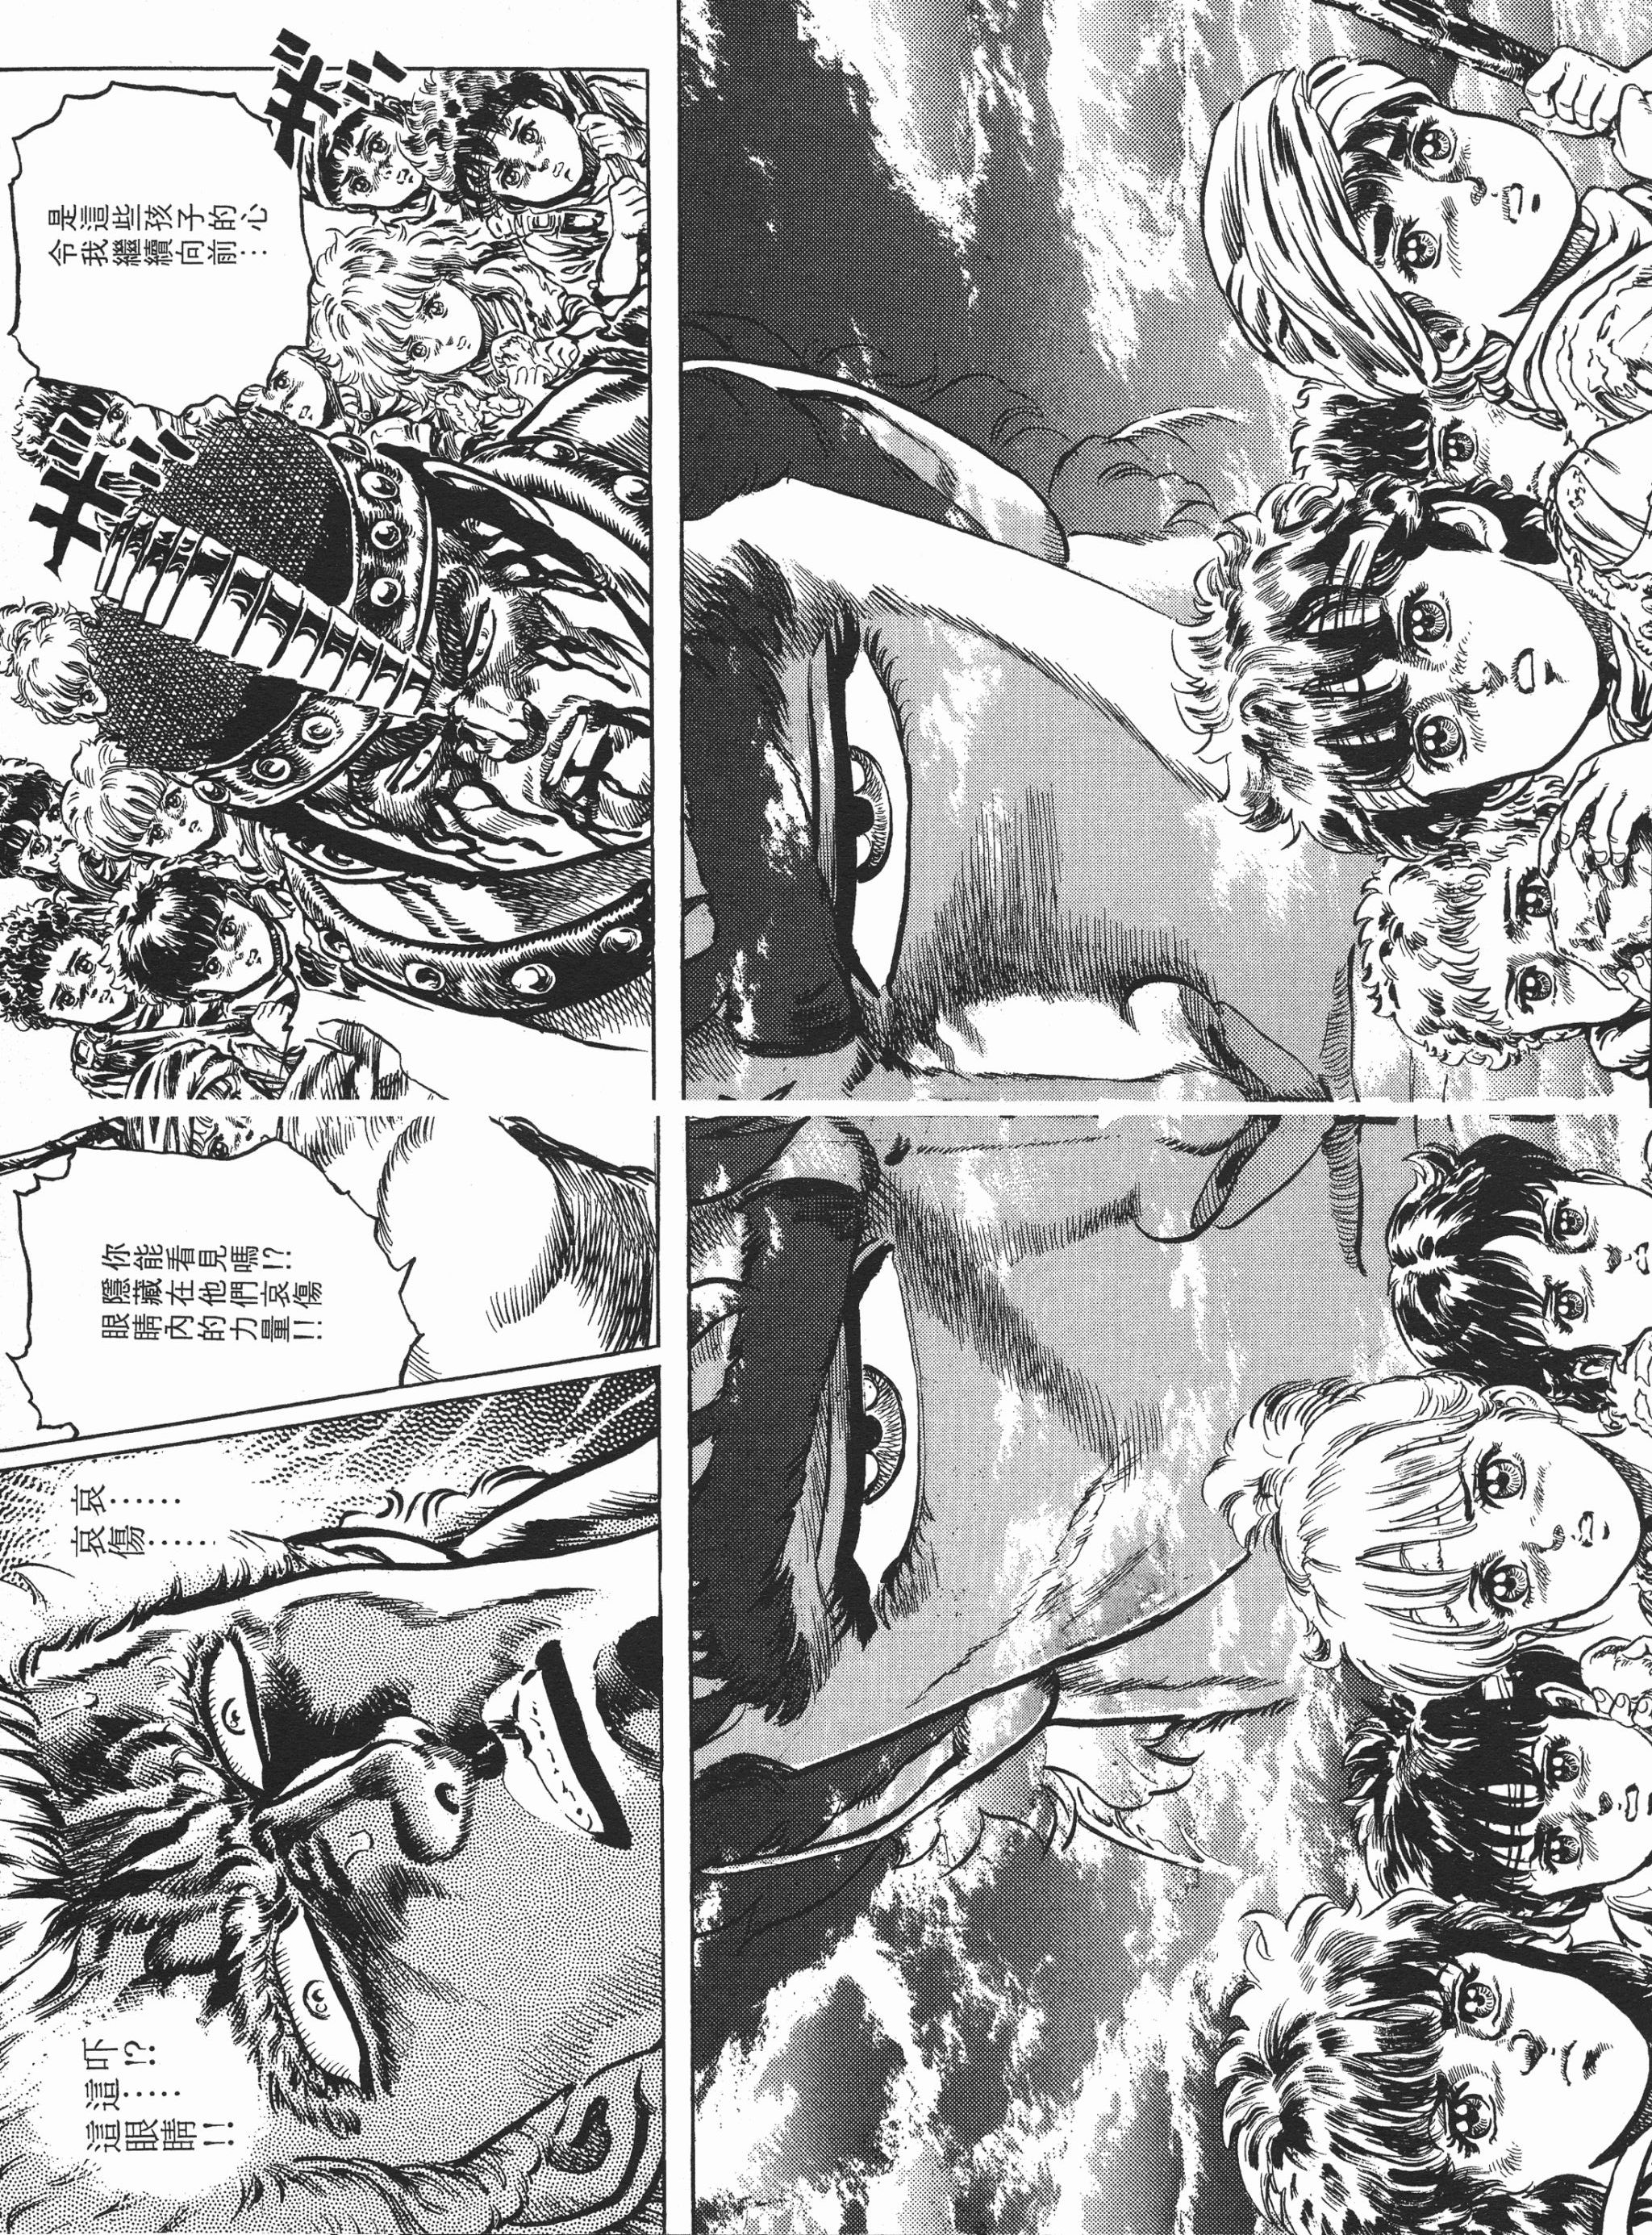 是這些孩子的心
令我繼續向前…
你能看見嗎!?
隱藏在他們哀傷
眼睛內的力量!!
哀……
哀傷……
吓!?
這……
這眼睛!!